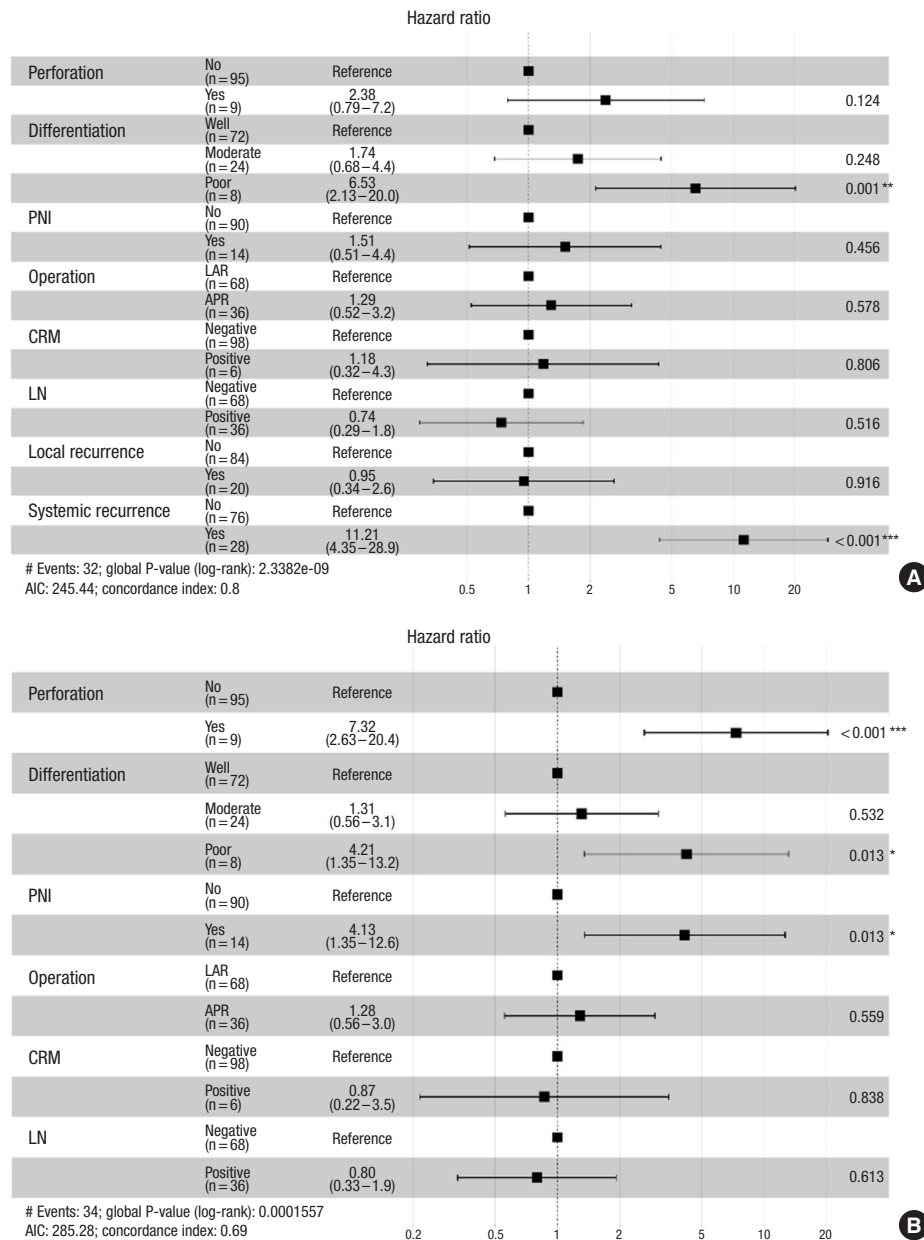 Hazard ratio
Perforation No (n = 95) Reference
Yes (n = 9) 2.38 (0.79–7.2) 0.124
Differentiation Well (n = 72) Reference
Moderate (n = 24) 1.74 (0.68–4.4) 0.248
Poor (n = 8) 6.53 (2.13–20.0) 0.001 **
PNI No (n = 90) Reference
Yes (n = 14) 1.51 (0.51–4.4) 0.456
Operation LAR (n = 68) Reference
APR (n = 36) 1.29 (0.52–3.2) 0.578
CRM Negative (n = 98) Reference
Positive (n = 6) 1.18 (0.32–4.3) 0.806
LN Negative (n = 68) Reference
Positive (n = 36) 0.74 (0.29–1.8) 0.516
Local recurrence No (n = 84) Reference
Yes (n = 20) 0.95 (0.34–2.6) 0.916
Systemic recurrence No (n = 76) Reference
Yes (n = 28) 11.21 (4.35–28.9) <0.001 ***
# Events: 32; global P-value (log-rank): 2.3382e-09
AIC: 245.44; concordance index: 0.8
0.5 1 2 5 10 20
A
Hazard ratio
Perforation No (n = 95) Reference
Yes (n = 9) 7.32 (2.63–20.4) <0.001 ***
Differentiation Well (n = 72) Reference
Moderate (n = 24) 1.31 (0.56–3.1) 0.532
Poor (n = 8) 4.21 (1.35–13.2) 0.013 *
PNI No (n = 90) Reference
Yes (n = 14) 4.13 (1.35–12.6) 0.013 *
Operation LAR (n = 68) Reference
APR (n = 36) 1.28 (0.56–3.0) 0.559
CRM Negative (n = 98) Reference
Positive (n = 6) 0.87 (0.22–3.5) 0.838
LN Negative (n = 68) Reference
Positive (n = 36) 0.80 (0.33–1.9) 0.613
# Events: 34; global P-value (log-rank): 0.0001557
AIC: 285.28; concordance index: 0.69
0.2 0.5 1 2 5 10 20
B